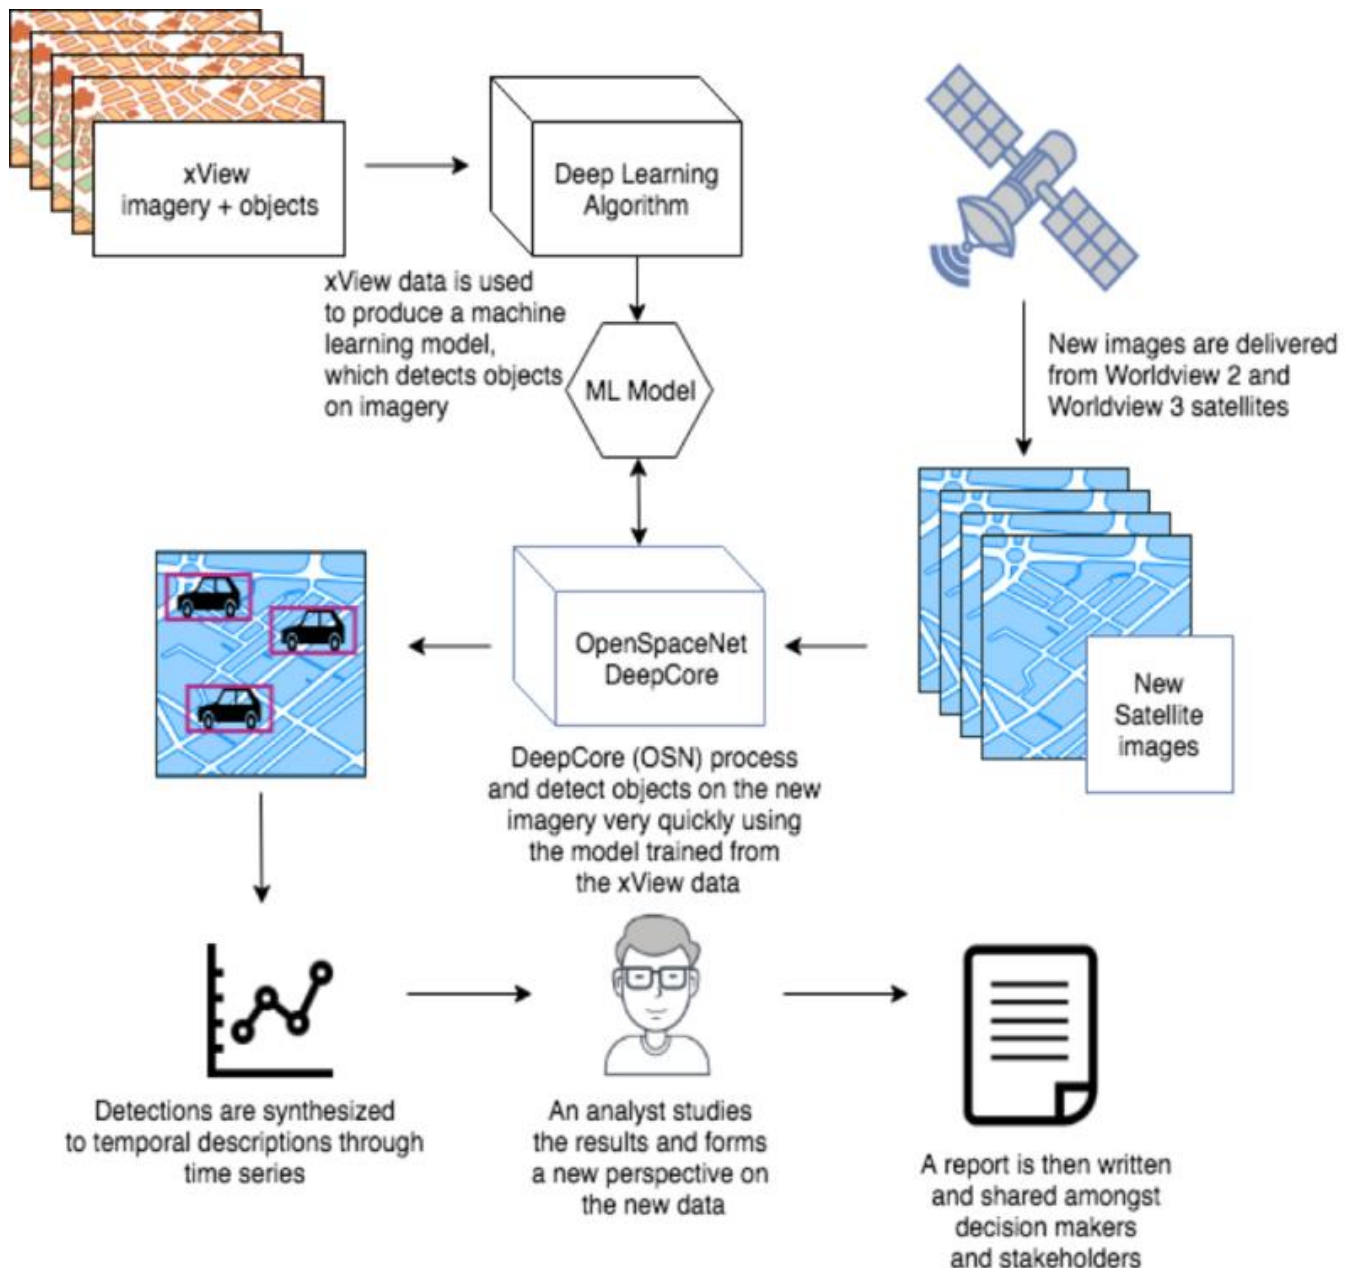 xView
imagery + objects
Deep Learning
Algorithm
xView data is used
to produce a machine
learning model,
which detects objects
on imagery
ML Model
New images are delivered
from Worldview 2 and
Worldview 3 satellites
OpenSpaceNet
DeepCore
New
Satellite
images
DeepCore (OSN) process
and detect objects on the new
imagery very quickly using
the model trained from
the xView data
Detections are synthesized
to temporal descriptions through
time series
An analyst studies
the results and forms
a new perspective on
the new data
A report is then written
and shared amongst
decision makers
and stakeholders